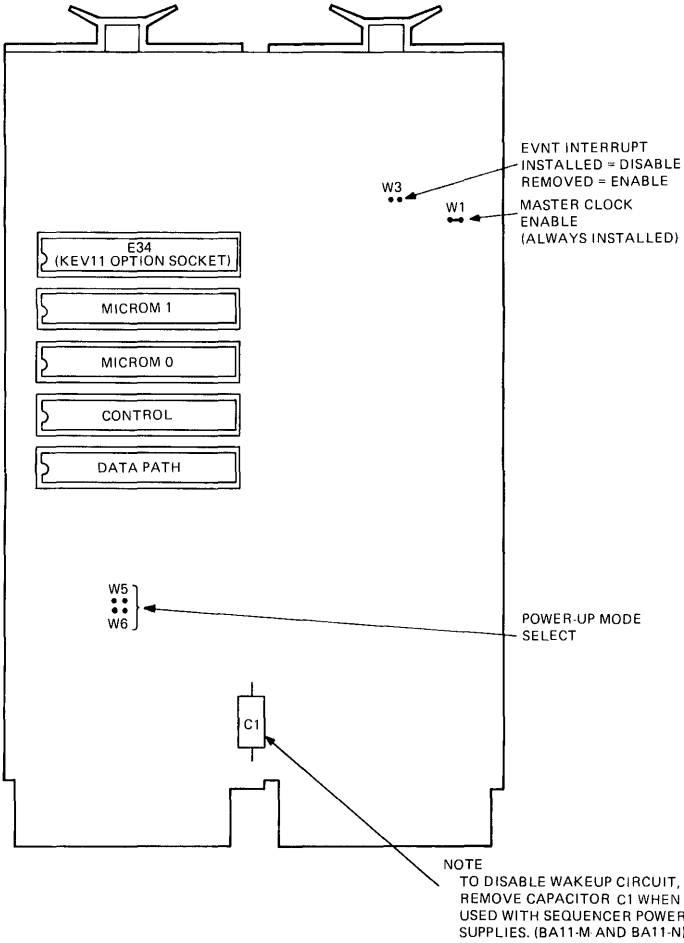 EVNT INTERRUPT
INSTALLED = DISABLE
REMOVED = ENABLE
W3
W1
MASTER CLOCK
ENABLE
(ALWAYS INSTALLED)
E34
(KEV11 OPTION SOCKET)
MICROM 1
MICROM 0
CONTROL
DATA PATH
W5
W6
POWER-UP MODE
SELECT
C1
NOTE
TO DISABLE WAKEUP CIRCUIT,
REMOVE CAPACITOR C1 WHEN
USED WITH SEQUENCER POWER
SUPPLIES. (BA11-M AND BA11-N)